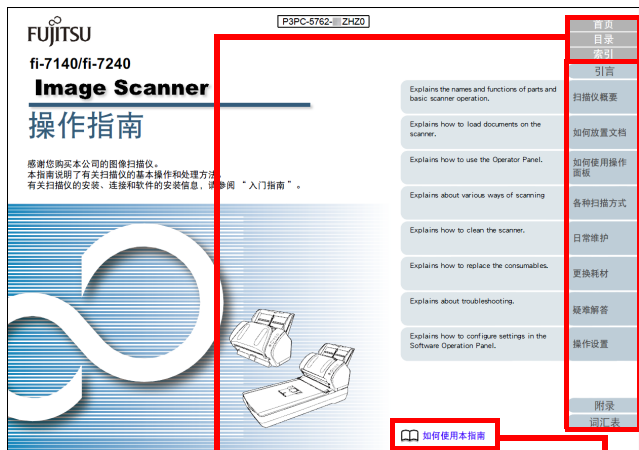 P3PC-5762- ZHZ0
FUJITSU
fi-7140/fi-7240
Image Scanner
操作指南
感谢您购买本公司的图像扫描仪。
本指南说明了有关扫描仪的基本操作和处理方法。
有关扫描仪的安装、连接和软件的安装信息，请参阅 “入门指南”。
首页
目录
索引
引言
Explains the names and functions of parts and
basic scanner operation.
扫描仪概要
Explains how to load documents on the
scanner.
如何放置文档
Explains how to use the Operator Panel.
如何使用操作
面板
Explains about various ways of scanning
各种扫描方式
Explains how to clean the scanner.
日常维护
Explains how to replace the consumables.
更换耗材
Explains about troubleshooting.
疑难解答
Explains how to configure settings in the
Software Operation Panel.
操作设置
附录
词汇表
如何使用本指南